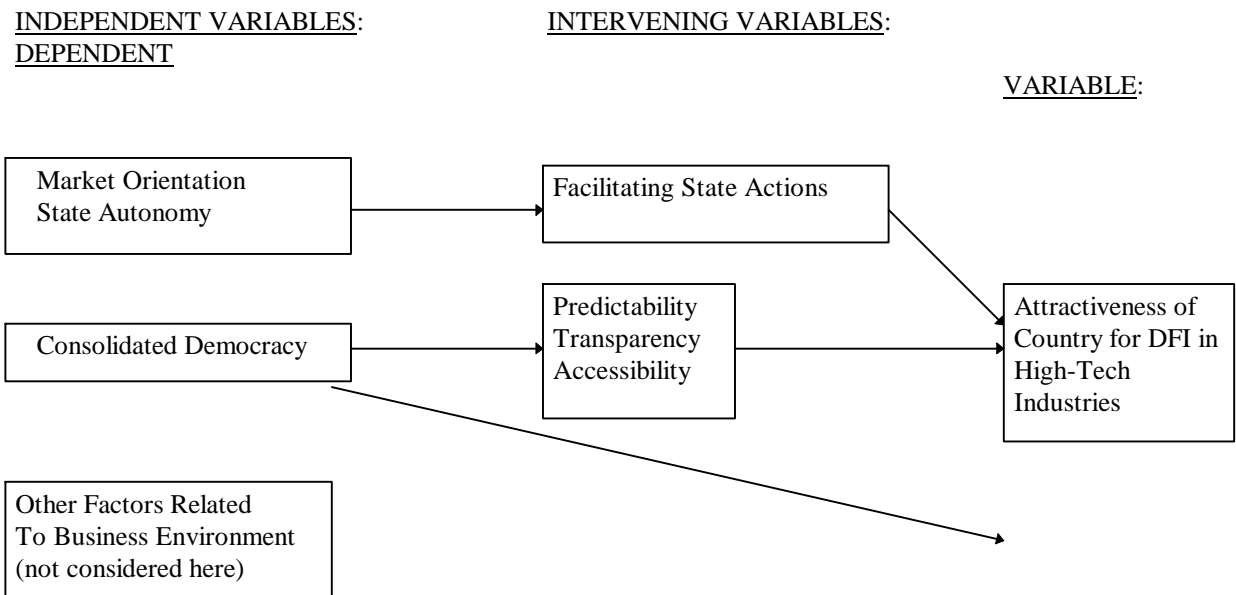 INDEPENDENT VARIABLES: INTERVENING VARIABLES:
DEPENDENT
VARIABLE:
Market Orientation
State Autonomy
Facilitating State Actions
Consolidated Democracy
Predictability
Transparency
Accessibility
Attractiveness of
Country for DFI in
High-Tech
Industries
Other Factors Related
To Business Environment
(not considered here)